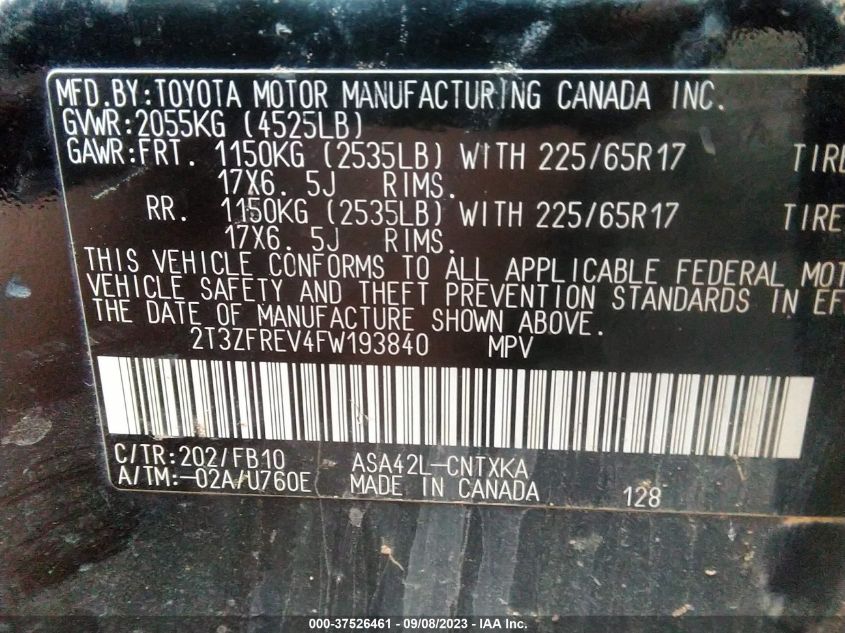 MFD.BY:TOYOTA MOTOR MANUFACTURING CANADA INC.
GVWR:2055KG (4525LB)
GAWR:FRT. 1150KG (2535LB) WITH 225/65R17 TIRE
17X6. 5J RIMS.
RR. 1150KG (2535LB) WITH 225/65R17 TIRE
17X6. 5J RIMS.
THIS VEHICLE CONFORMS TO ALL APPLICABLE FEDERAL MOT
VEHICLE SAFETY AND THEFT PREVENTION STANDARDS IN EF
THE DATE OF MANUFACTURE SHOWN ABOVE.
2T3ZFREV4FW193840 MPV
C/TR:202/FB10 ASA42L-CNTXKA
A/TM:-02A/U760E MADE IN CANADA 128
000-37526461 - 09/08/2023 - IAA Inc.